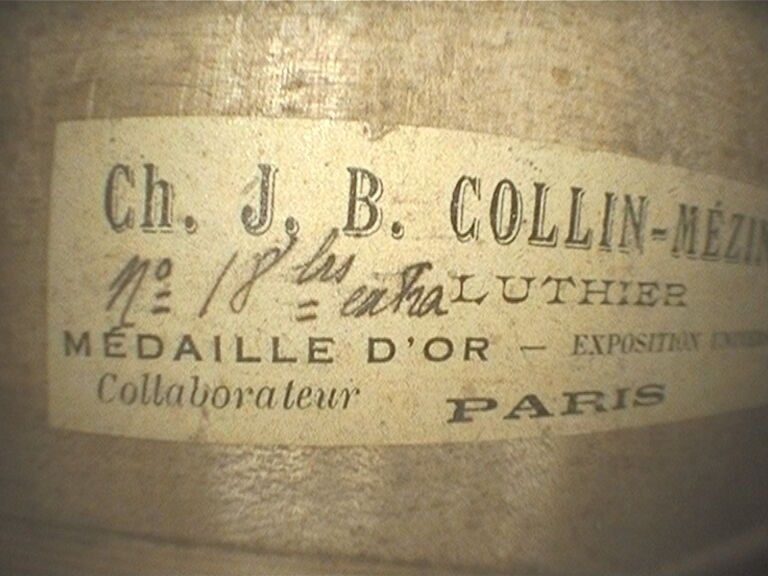 Ch. J. B. COLLIN-MÉZIN
Nº 18 bis extra LUTHIER
MÉDAILLE D'OR – EXPOSITION
Collaborateur PARIS